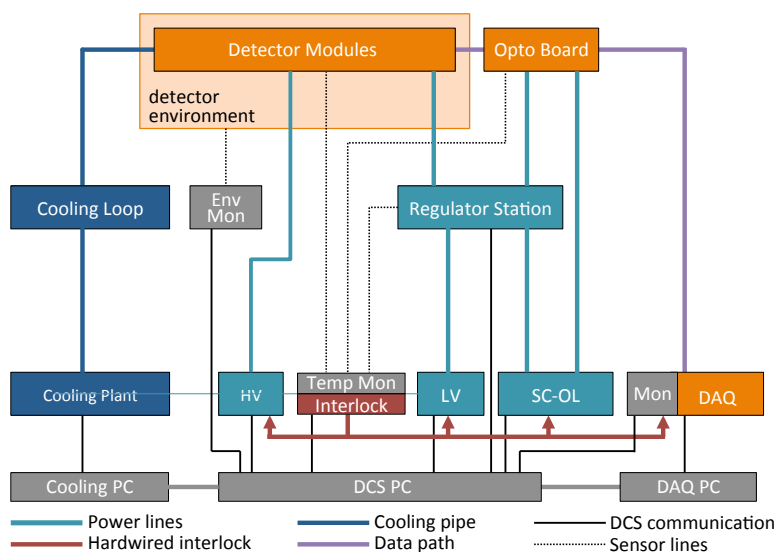 Detector Modules
Opto Board
detector
environment
Cooling Loop
Env
Mon
Regulator Station
Cooling Plant
HV
Temp Mon
Interlock
LV
SC-OL
Mon
DAQ
Cooling PC
DCS PC
DAQ PC
Power lines
Cooling pipe
DCS communication
Hardwired interlock
Data path
Sensor lines